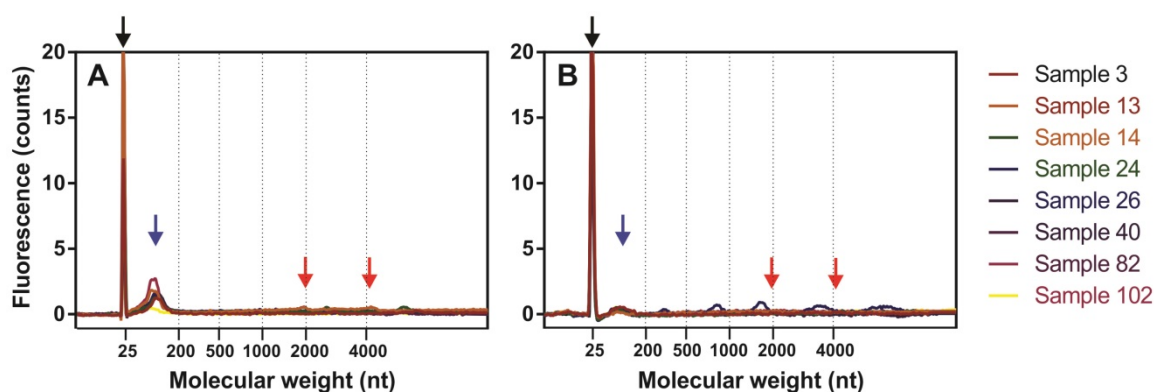 A
B
Fluorescence (counts)
20
15
10
5
0
25 200 500 1000 2000 4000
Molecular weight (nt)
20
15
10
5
0
25 200 500 1000 2000 4000
Molecular weight (nt)
Sample 3
Sample 13
Sample 14
Sample 24
Sample 26
Sample 40
Sample 82
Sample 102